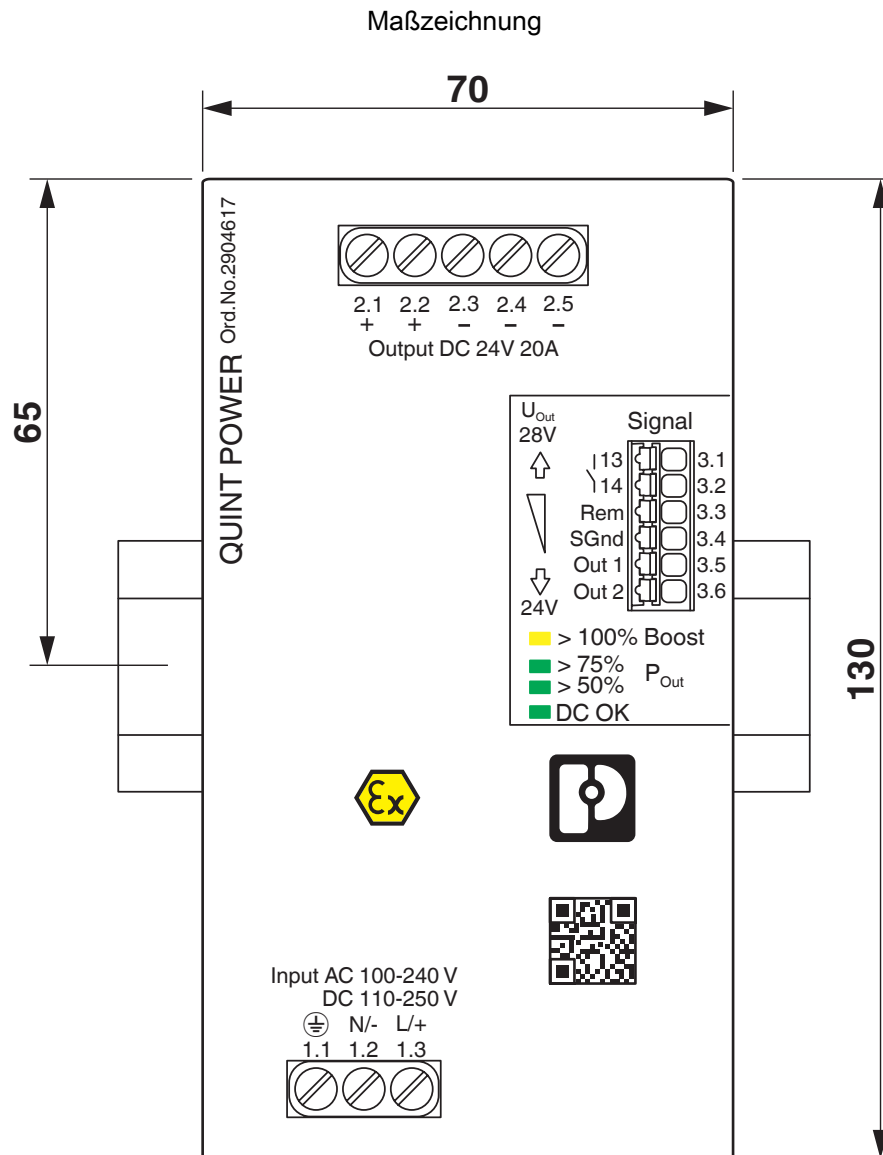 Maßzeichnung
70
65
130
QUINT POWER Ord.No.2904617
2.1 2.2 2.3 2.4 2.5
+ + – – –
Output DC 24V 20A
UOut
28V
24V
Signal
13 3.1
14 3.2
Rem 3.3
SGnd 3.4
Out 1 3.5
Out 2 3.6
> 100% Boost
> 75%
> 50%
POut
DC OK
Ex
Input AC 100-240 V
DC 110-250 V
N/- L/+
1.1 1.2 1.3